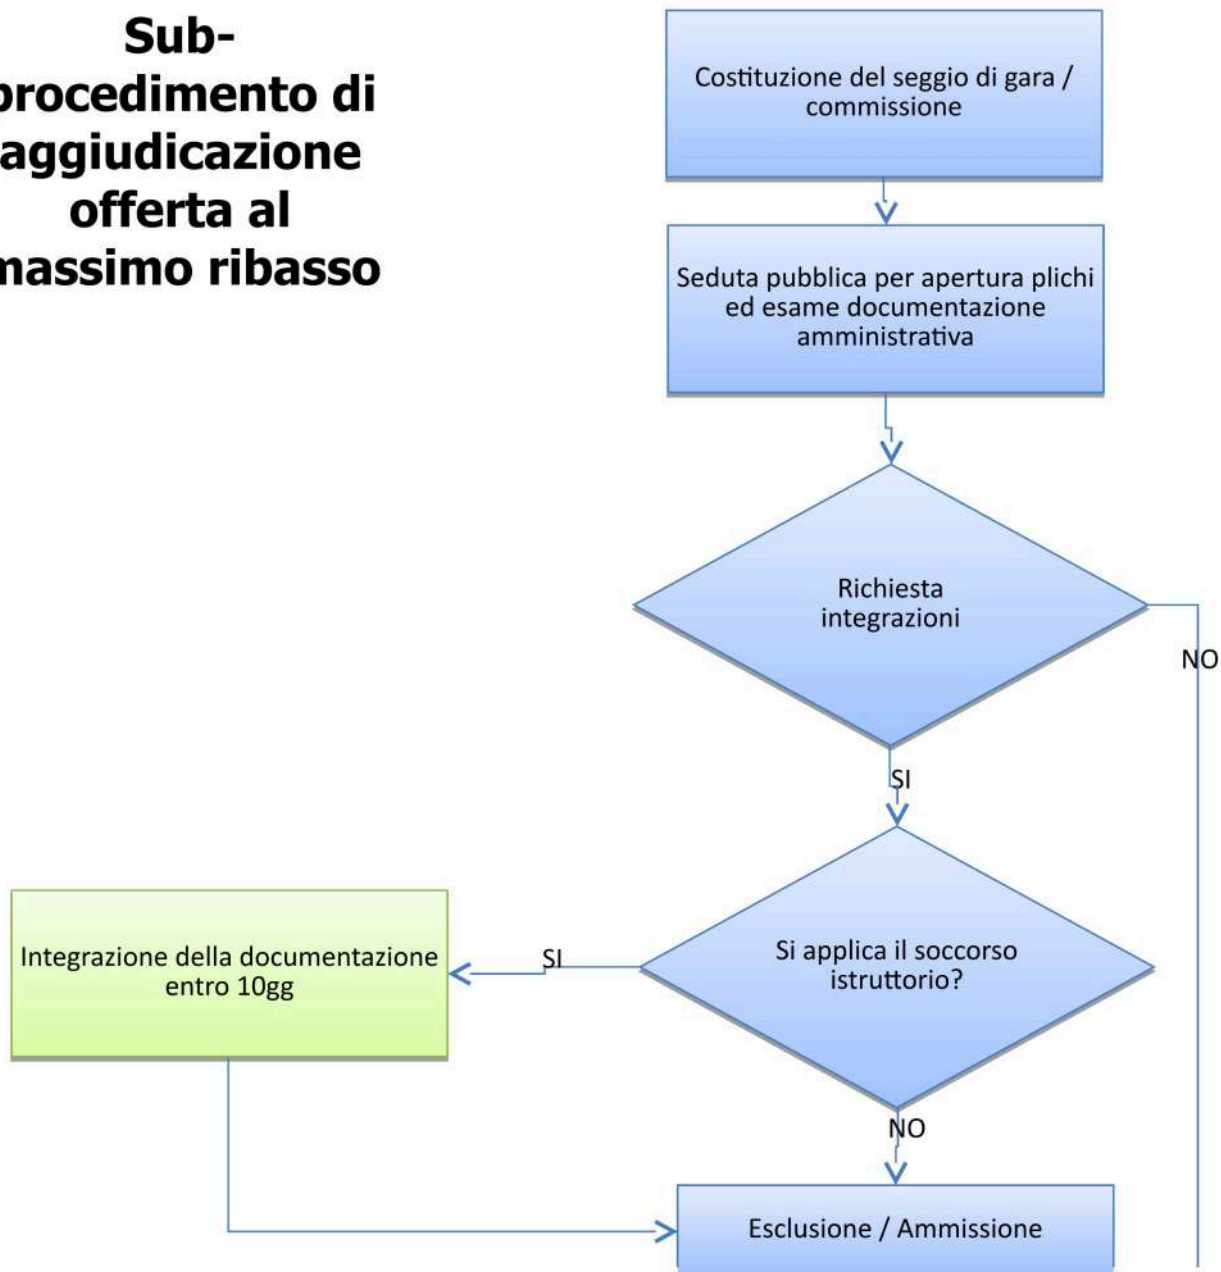 Sub-
procedimento di
aggiudicazione
offerta al
massimo ribasso
Costituzione del seggio di gara /
commissione
Seduta pubblica per apertura plichi
ed esame documentazione
amministrativa
Richiesta
integrazioni
NO
SI
Si applica il soccorso
istruttorio?
SI
Integrazione della documentazione
entro 10gg
NO
Esclusione / Ammissione